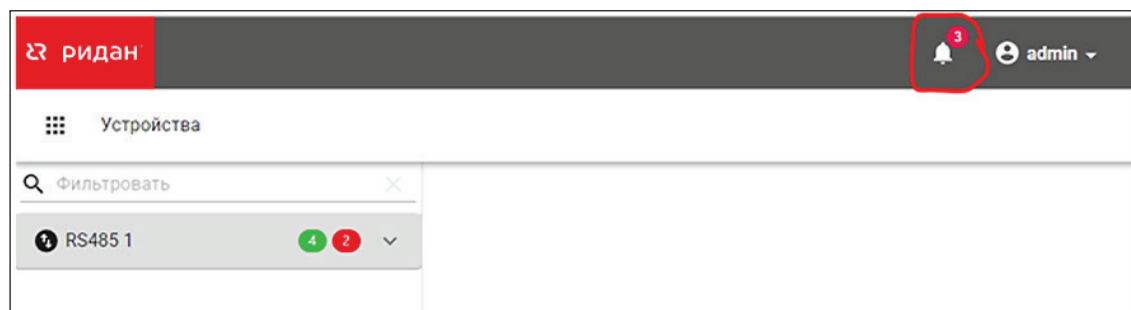 ридан
3
admin
Устройства
Фильтровать
RS485 1
4
2